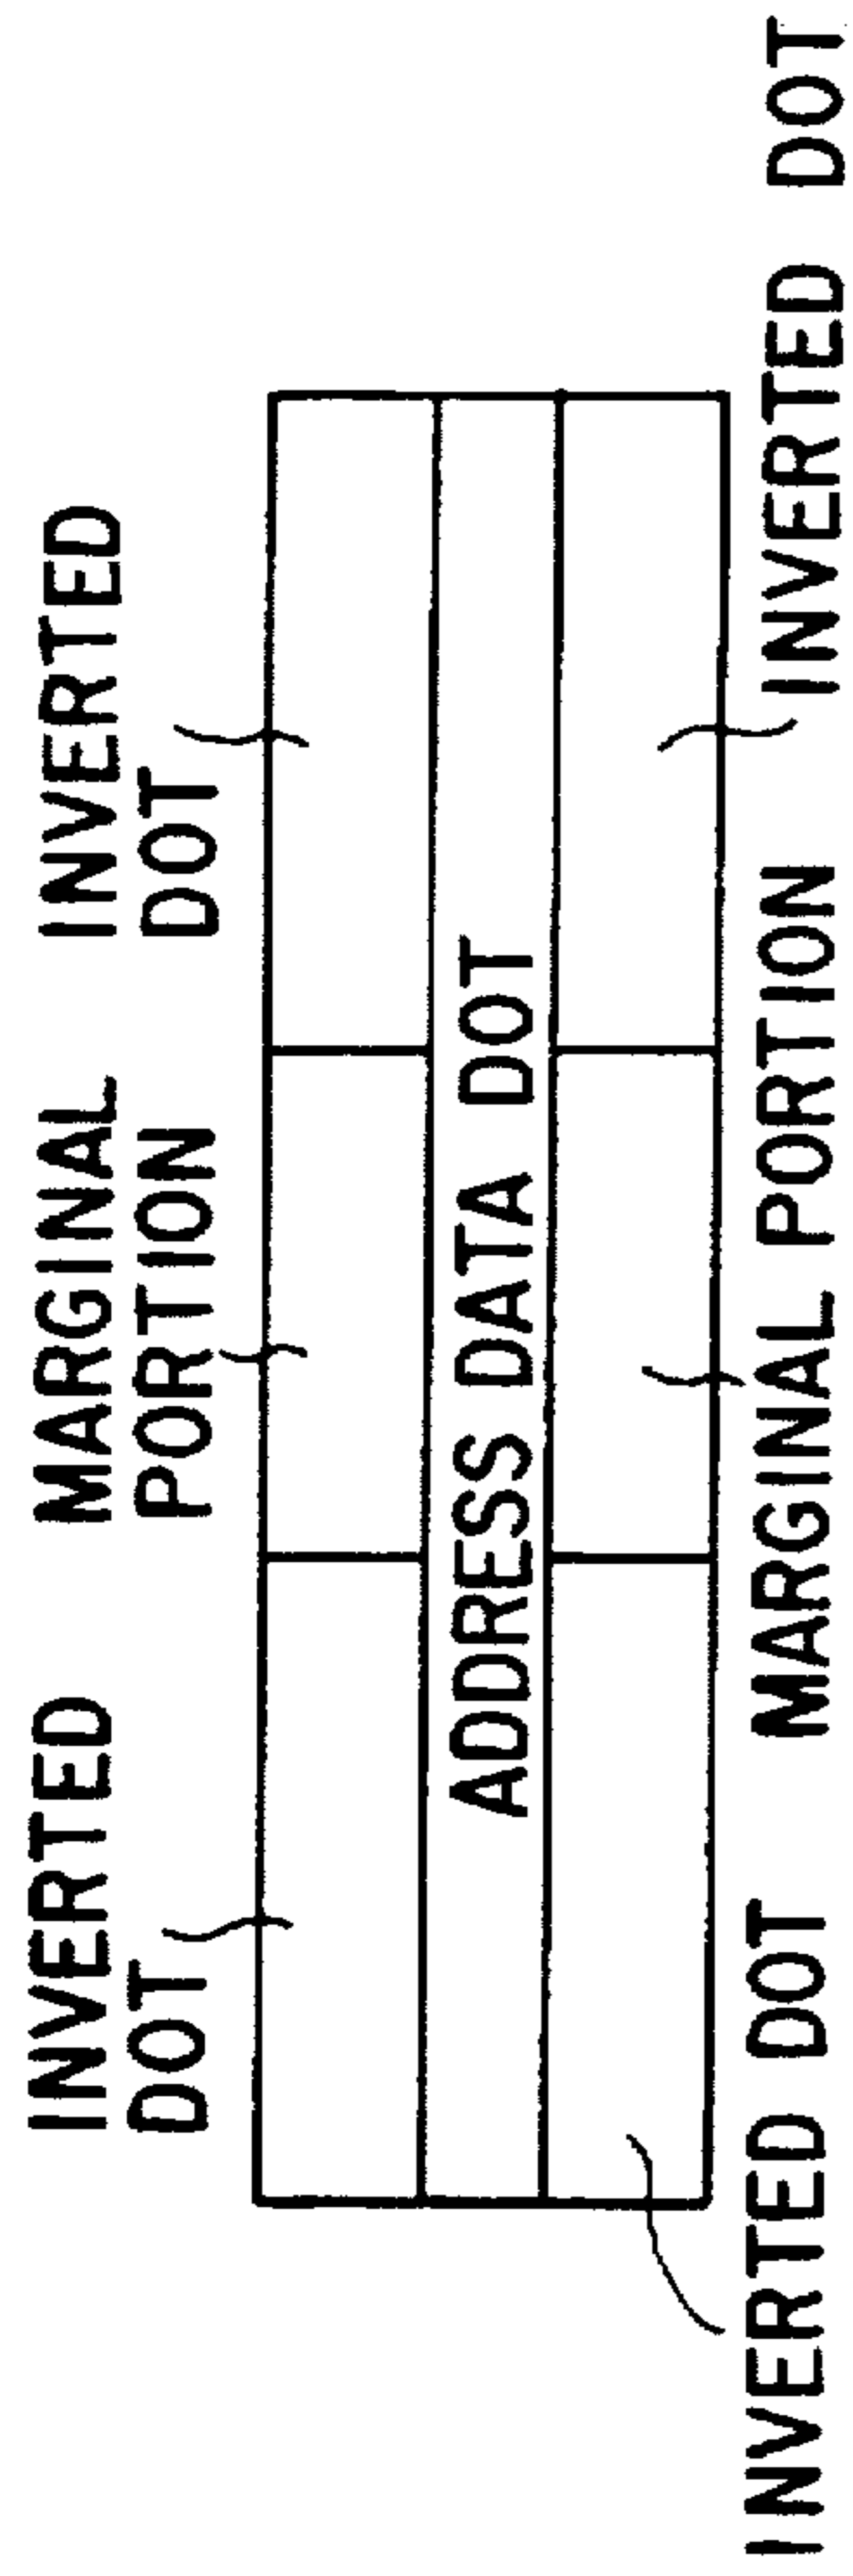 INVERTED
DOT
MARGINAL
PORTION
INVERTED
DOT
ADDRESS DATA DOT
INVERTED DOT
MARGINAL PORTION
INVERTED DOT